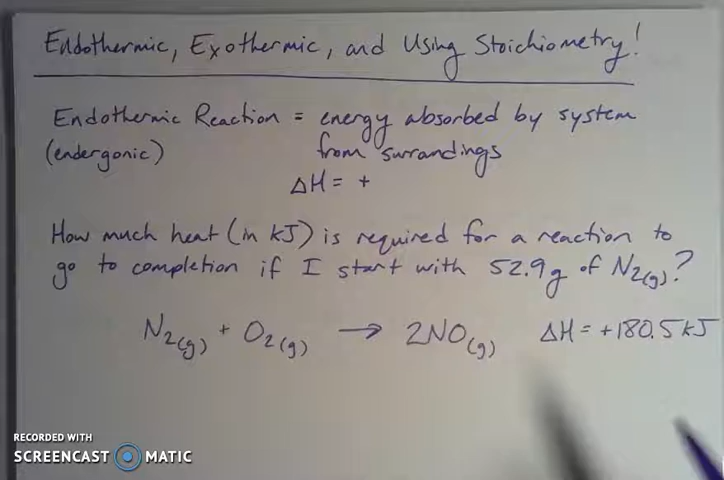 Endothermic, Exothermic, and Using Stoichiometry!
Endothermic Reaction = energy absorbed by system
(endergonic) from surrandings
ΔH = +
How much heat (in kJ) is required for a reaction to
go to completion if I start with 52.9g of N₂(g)?
N₂(g) + O₂(g) → 2NO(g) ΔH = +180.5 kJ
RECORDED WITH
SCREENCAST MATIC